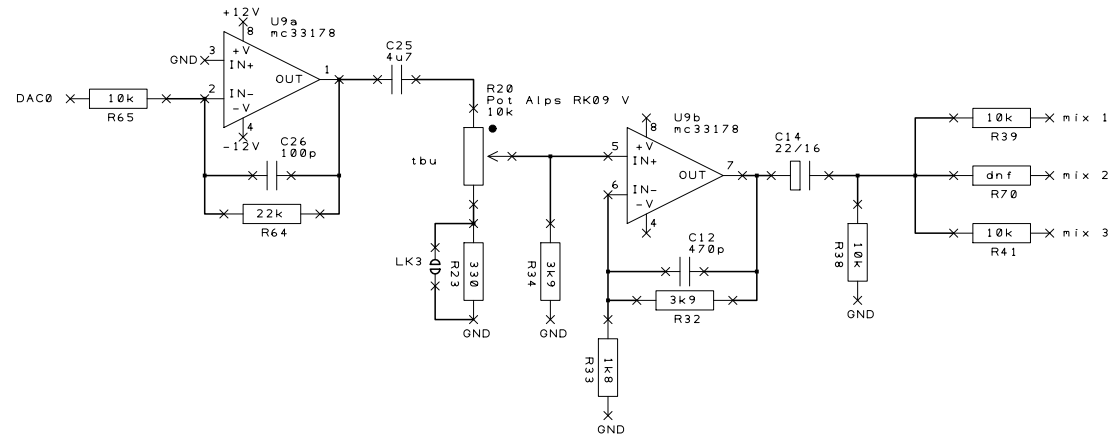 +12V
U9a
mc33178
8
+V
GND
3
IN+
OUT
1
DAC0
10k
R65
2
IN-
-V
4
-12V
C26
100p
22k
R64
C25
4u7
R20
Pot Alps RK09 V
10k
tbu
LK3
R23
330
GND
R34
3k9
GND
U9b
mc33178
8
+V
5
IN+
OUT
7
6
IN-
-V
4
C12
470p
3k9
R32
R33
1k8
GND
C14
22/16
R38
10k
GND
10k
R39
mix 1
dnf
R70
mix 2
10k
R41
mix 3